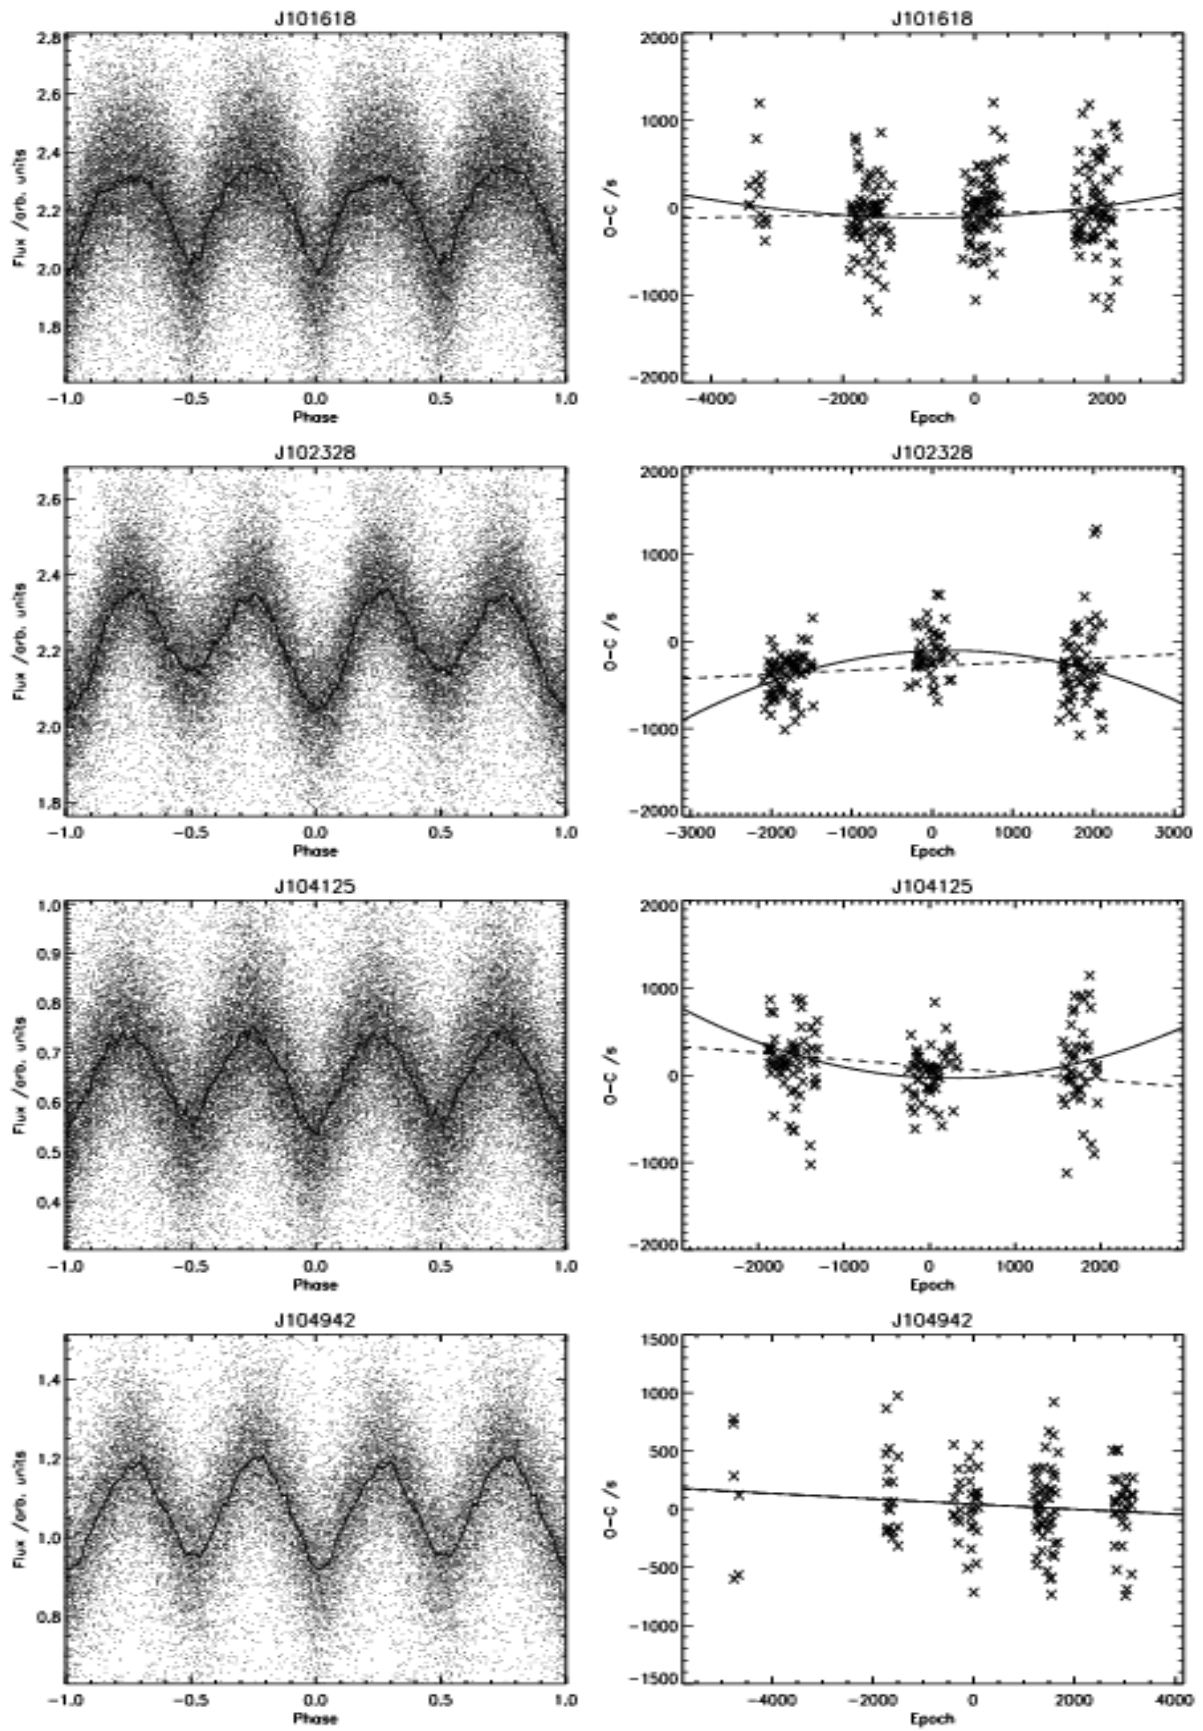 J101618
2.8
2.6
2.4
2.2
2.0
1.8
Flux /arb. units
-1.0 -0.5 0.0 0.5 1.0
Phase
J101618
2000
1000
0
-1000
-2000
O-C /s
-4000 -2000 0 2000
Epoch
J102328
2.6
2.4
2.2
2.0
1.8
Flux /arb. units
-1.0 -0.5 0.0 0.5 1.0
Phase
J102328
2000
1000
0
-1000
-2000
O-C /s
-3000 -2000 -1000 0 1000 2000 3000
Epoch
J104125
1.0
0.9
0.8
0.7
0.6
0.5
0.4
Flux /arb. units
-1.0 -0.5 0.0 0.5 1.0
Phase
J104125
2000
1000
0
-1000
-2000
O-C /s
-2000 -1000 0 1000 2000
Epoch
J104942
1.4
1.2
1.0
0.8
Flux /arb. units
-1.0 -0.5 0.0 0.5 1.0
Phase
J104942
1500
1000
500
0
-500
-1000
-1500
O-C /s
-4000 -2000 0 2000 4000
Epoch